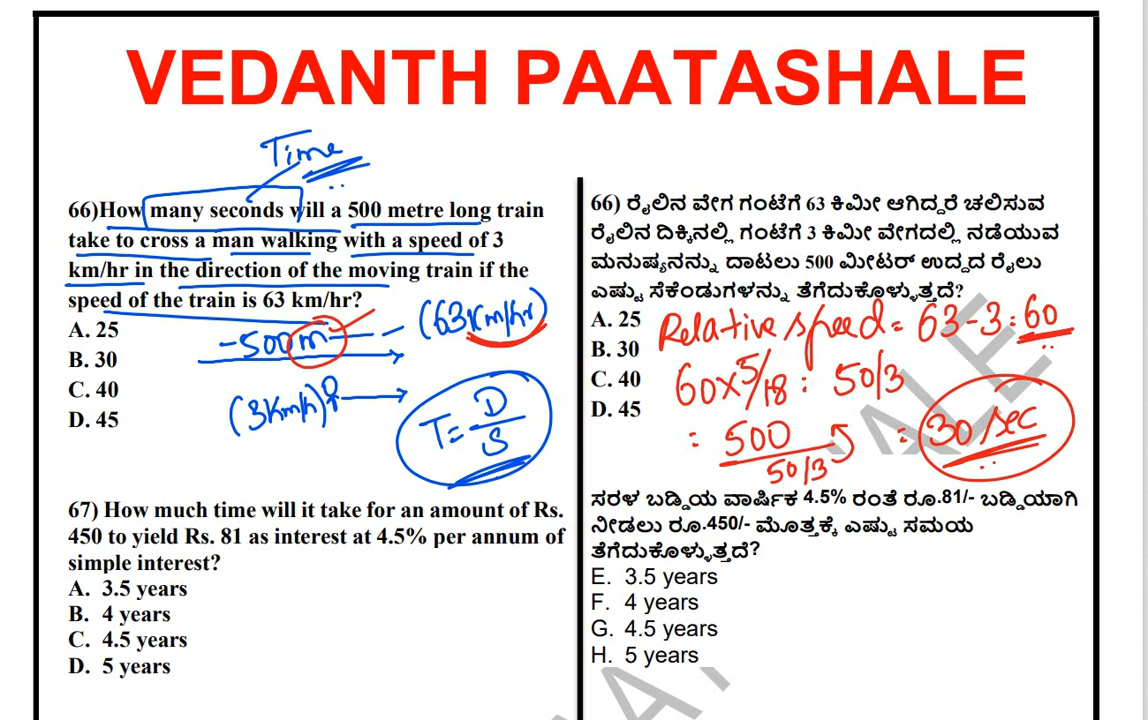 VEDANTH PAATASHALE
Time
66)How many seconds will a 500 metre long train
take to cross a man walking with a speed of 3
km/hr in the direction of the moving train if the
speed of the train is 63 km/hr?
A. 25
B. 30
C. 40
D. 45
-500m-
(63Km/hr)
(3Km/h)
T= D/S
67) How much time will it take for an amount of Rs.
450 to yield Rs. 81 as interest at 4.5% per annum of
simple interest?
A. 3.5 years
B. 4 years
C. 4.5 years
D. 5 years
66) ರೈಲಿನ ವೇಗ ಗಂಟೆಗೆ 63 ಕಿಮೀ ಆಗಿದ್ದರೆ ಚಲಿಸುವ
ರೈಲಿನ ದಿಕ್ಕಿನಲ್ಲಿ ಗಂಟೆಗೆ 3 ಕಿಮೀ ವೇಗದಲ್ಲಿ ನಡೆಯುವ
ಮನುಷ್ಯನನ್ನು ದಾಟಲು 500 ಮೀಟರ್ ಉದ್ದದ ರೈಲು
ಎಷ್ಟು ಸೆಕೆಂಡುಗಳನ್ನು ತೆಗೆದುಕೊಳ್ಳುತ್ತದೆ?
A. 25
B. 30
C. 40
D. 45
Relative speed = 63-3=60
60x5/18 = 50/3
= 500
50/3
= 30 sec
ಸರಳ ಬಡ್ಡಿಯ ವಾರ್ಷಿಕ 4.5% ರಂತೆ ರೂ.81/- ಬಡ್ಡಿಯಾಗಿ
ನೀಡಲು ರೂ.450/- ಮೊತ್ತಕ್ಕೆ ಎಷ್ಟು ಸಮಯ
ತೆಗೆದುಕೊಳ್ಳುತ್ತದೆ?
E. 3.5 years
F. 4 years
G. 4.5 years
H. 5 years